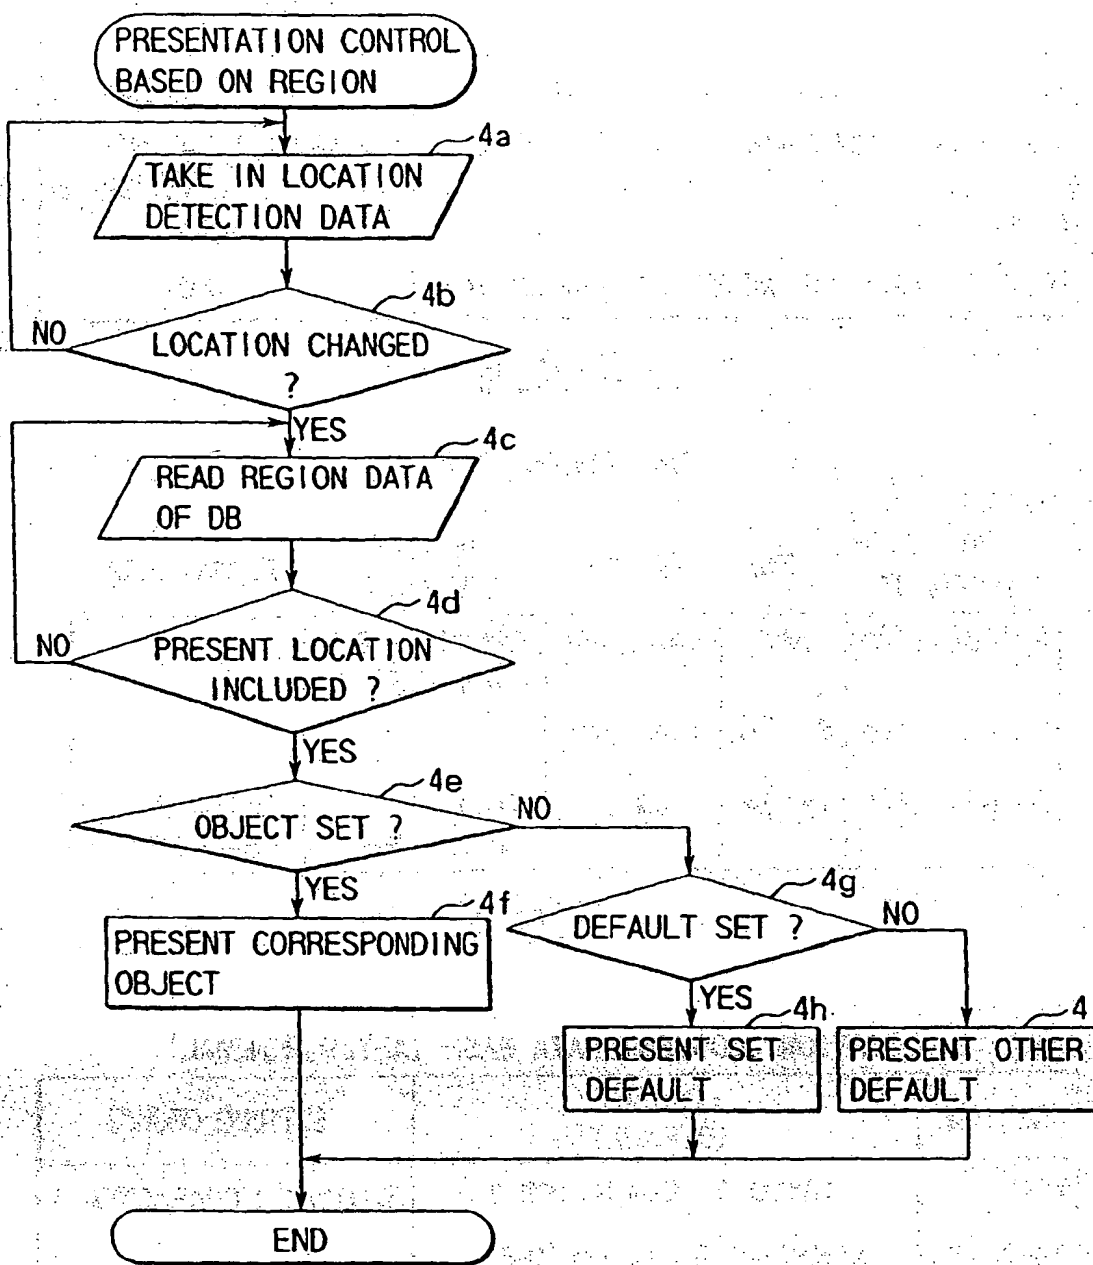 PRESENTATION CONTROL
BASED ON REGION
4a
TAKE IN LOCATION
DETECTION DATA
4b
NO
LOCATION CHANGED
?
YES
4c
READ REGION DATA
OF DB
4d
NO
PRESENT LOCATION
INCLUDED ?
YES
4e
OBJECT SET ?
NO
YES
4f
PRESENT CORRESPONDING
OBJECT
4g
DEFAULT SET ?
NO
YES
4h
PRESENT SET
DEFAULT
4
PRESENT OTHER
DEFAULT
END